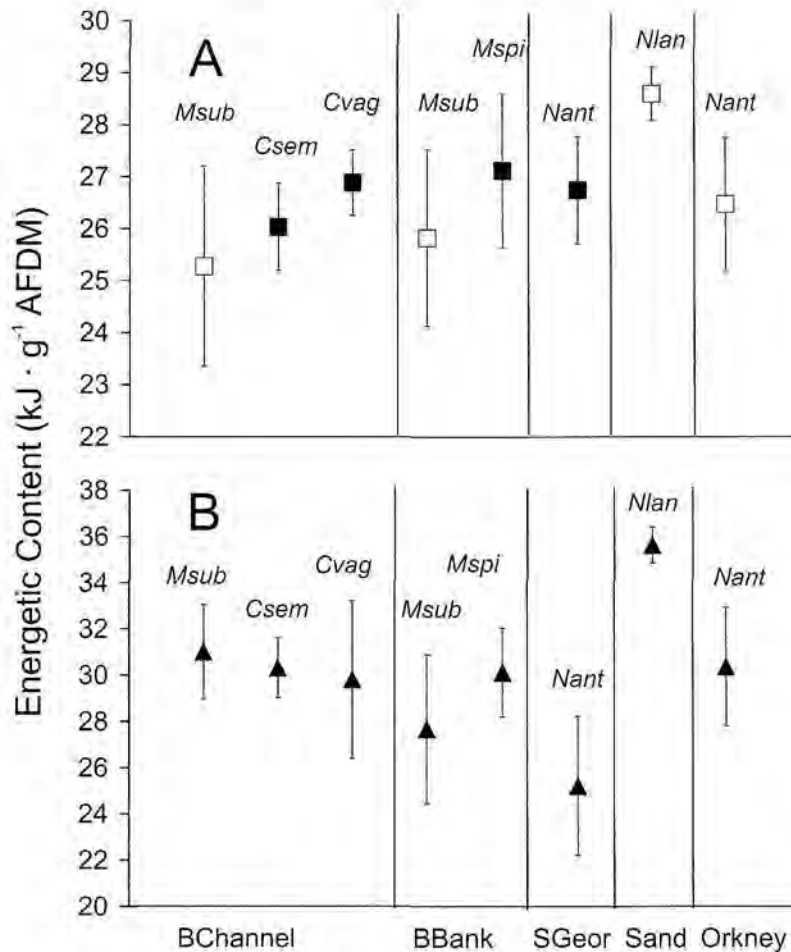 Energetic Content (kJ · g⁻¹ AFDM)
30
29
28
27
26
25
24
23
22
A
Msub
Csem
Cvag
Msub
Mspi
Nant
Nlan
Nant
38
36
34
32
30
28
26
24
22
20
B
Msub
Csem
Cvag
Msub
Mspi
Nant
Nlan
Nant
BChannel BBank SGeor Sand Orkney